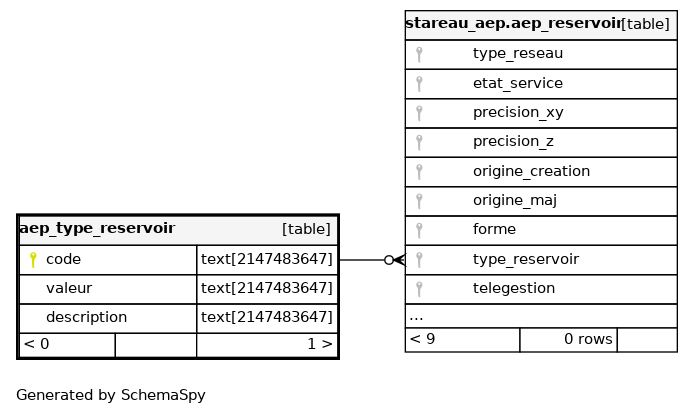 stareau_aep.aep_reservoir [table]
type_reseau
etat_service
precision_xy
precision_z
origine_creation
origine_maj
forme
type_reservoir
telegestion
...
< 9 0 rows
aep_type_reservoir [table]
code text[2147483647]
valeur text[2147483647]
description text[2147483647]
< 0 1 >
Generated by SchemaSpy